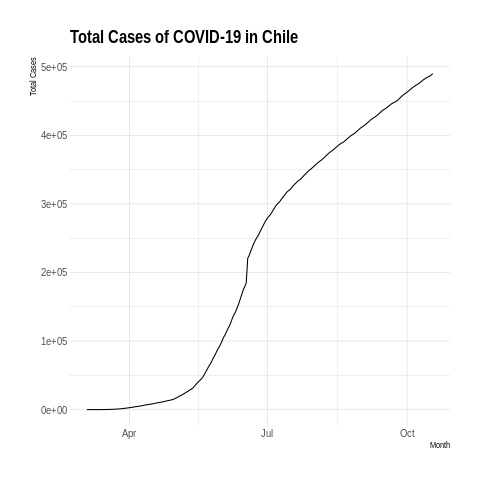 Total Cases of COVID-19 in Chile
Total Cases
5e+05
4e+05
3e+05
2e+05
1e+05
0e+00
Apr Jul Oct
Month